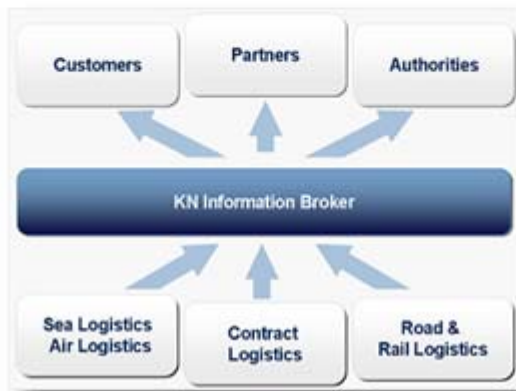 Customers
Partners
Authorities
KN Information Broker
Sea Logistics
Air Logistics
Contract
Logistics
Road &
Rail Logistics